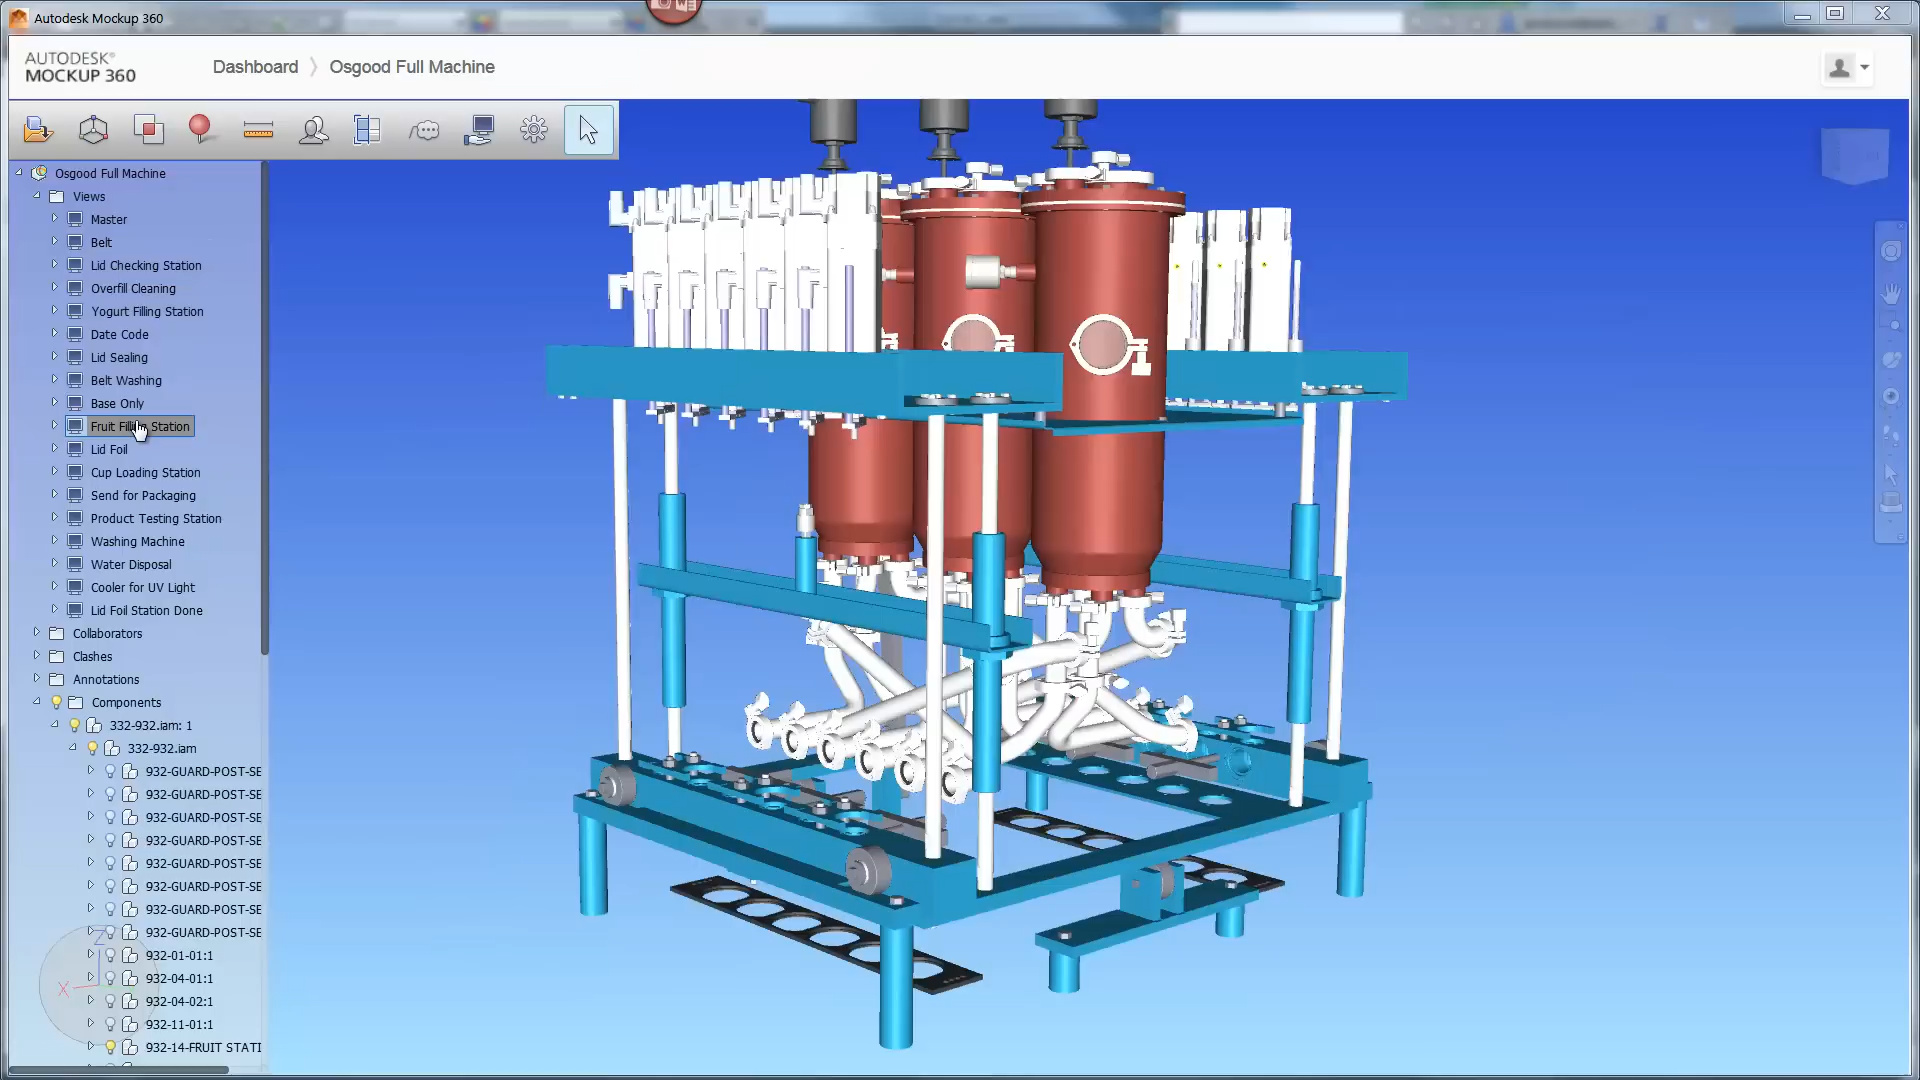 Autodesk Mockup 360
AUTODESK®
MOCKUP 360
Dashboard
Osgood Full Machine
Osgood Full Machine
Views
Master
Belt
Lid Checking Station
Overfill Cleaning
Yogurt Filling Station
Date Code
Lid Sealing
Belt Washing
Base Only
Fruit Station
Lid Foil
Cup Loading Station
Send for Packaging
Product Testing Station
Washing Machine
Water Disposal
Cooler for UV Light
Lid Foil Station Done
Collaborators
Clashes
Annotations
Components
332-932.iam: 1
332-932.iam
932-GUARD-POST-SE
932-GUARD-POST-SE
932-GUARD-POST-SE
932-GUARD-POST-SE
932-GUARD-POST-SE
932-GUARD-POST-SE
932-GUARD-POST-SE
932-GUARD-POST-SE
Z
932-01-01:1
932-04-01:1
X
932-04-02:1
932-11-01:1
932-14-FRUIT STATI